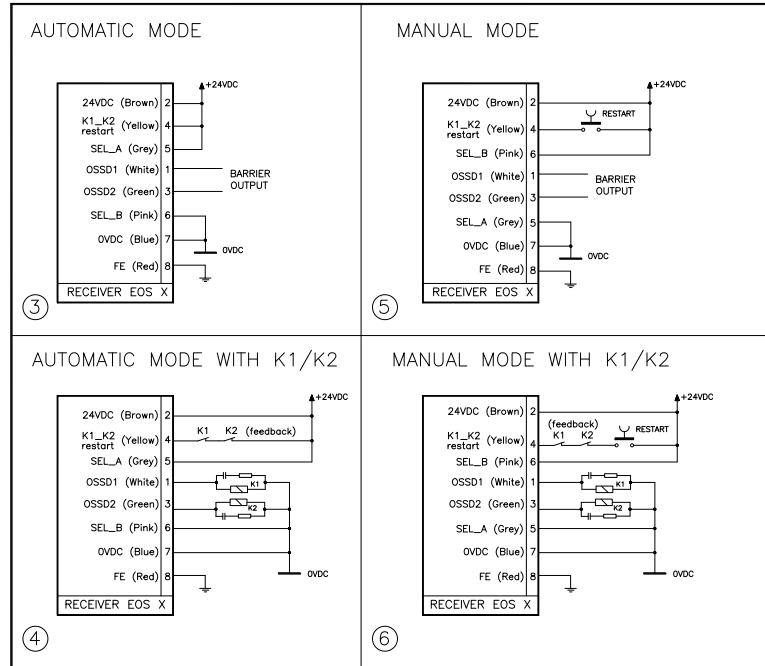 AUTOMATIC MODE
+24VDC
24VDC (Brown) 2
K1_K2 restart (Yellow) 4
SEL_A (Grey) 5
OSSD1 (White) 1
OSSD2 (Green) 3
BARRIER OUTPUT
SEL_B (Pink) 6
0VDC (Blue) 7
0VDC
FE (Red) 8
RECEIVER EOS X
3
MANUAL MODE
+24VDC
24VDC (Brown) 2
RESTART
K1_K2 restart (Yellow) 4
SEL_B (Pink) 6
OSSD1 (White) 1
OSSD2 (Green) 3
BARRIER OUTPUT
SEL_A (Grey) 5
0VDC (Blue) 7
0VDC
FE (Red) 8
RECEIVER EOS X
5
AUTOMATIC MODE WITH K1/K2
+24VDC
24VDC (Brown) 2
K1_K2 restart (Yellow) 4
K1 K2 (feedback)
SEL_A (Grey) 5
OSSD1 (White) 1
K1
OSSD2 (Green) 3
K2
SEL_B (Pink) 6
0VDC (Blue) 7
FE (Red) 8
0VDC
RECEIVER EOS X
4
MANUAL MODE WITH K1/K2
+24VDC
24VDC (Brown) 2
(feedback)
K1 K2
RESTART
K1_K2 restart (Yellow) 4
SEL_B (Pink) 6
OSSD1 (White) 1
K1
OSSD2 (Green) 3
K2
SEL_A (Grey) 5
0VDC (Blue) 7
FE (Red) 8
0VDC
RECEIVER EOS X
6